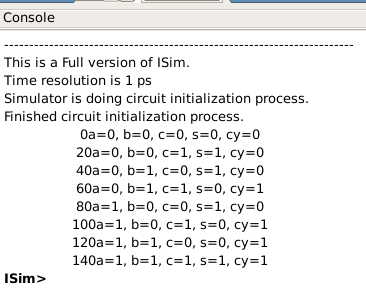 Console
----------------------------------------------------------------------
This is a Full version of ISim.
Time resolution is 1 ps
Simulator is doing circuit initialization process.
Finished circuit initialization process.
0a=0, b=0, c=0, s=0, cy=0
20a=0, b=0, c=1, s=1, cy=0
40a=0, b=1, c=0, s=1, cy=0
60a=0, b=1, c=1, s=0, cy=1
80a=1, b=0, c=0, s=1, cy=0
100a=1, b=0, c=1, s=0, cy=1
120a=1, b=1, c=0, s=0, cy=1
140a=1, b=1, c=1, s=1, cy=1
ISim>